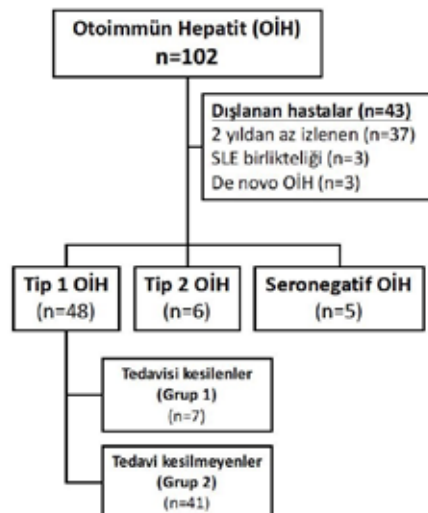 Otoimmün Hepatit (OİH)
n=102
Dışlanan hastalar (n=43)
2 yıldan az izlenen (n=37)
SLE birlikteliği (n=3)
De novo OİH (n=3)
Tip 1 OİH
(n=48)
Tip 2 OİH
(n=6)
Seronegatif OİH
(n=5)
Tedavisi kesilenler
(Grup 1)
(n=7)
Tedavi kesilmeyenler
(Grup 2)
(n=41)